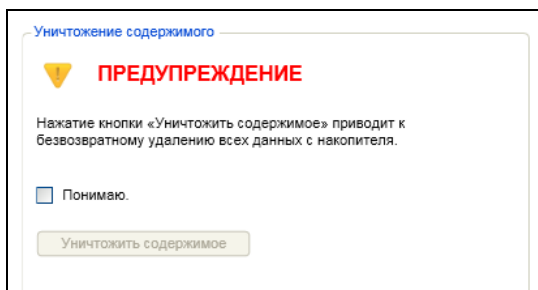 Уничтожение содержимого
ПРЕДУПРЕЖДЕНИЕ
Нажатие кнопки «Уничтожить содержимое» приводит к
безвозвратному удалению всех данных с накопителя.
Понимаю.
Уничтожить содержимое